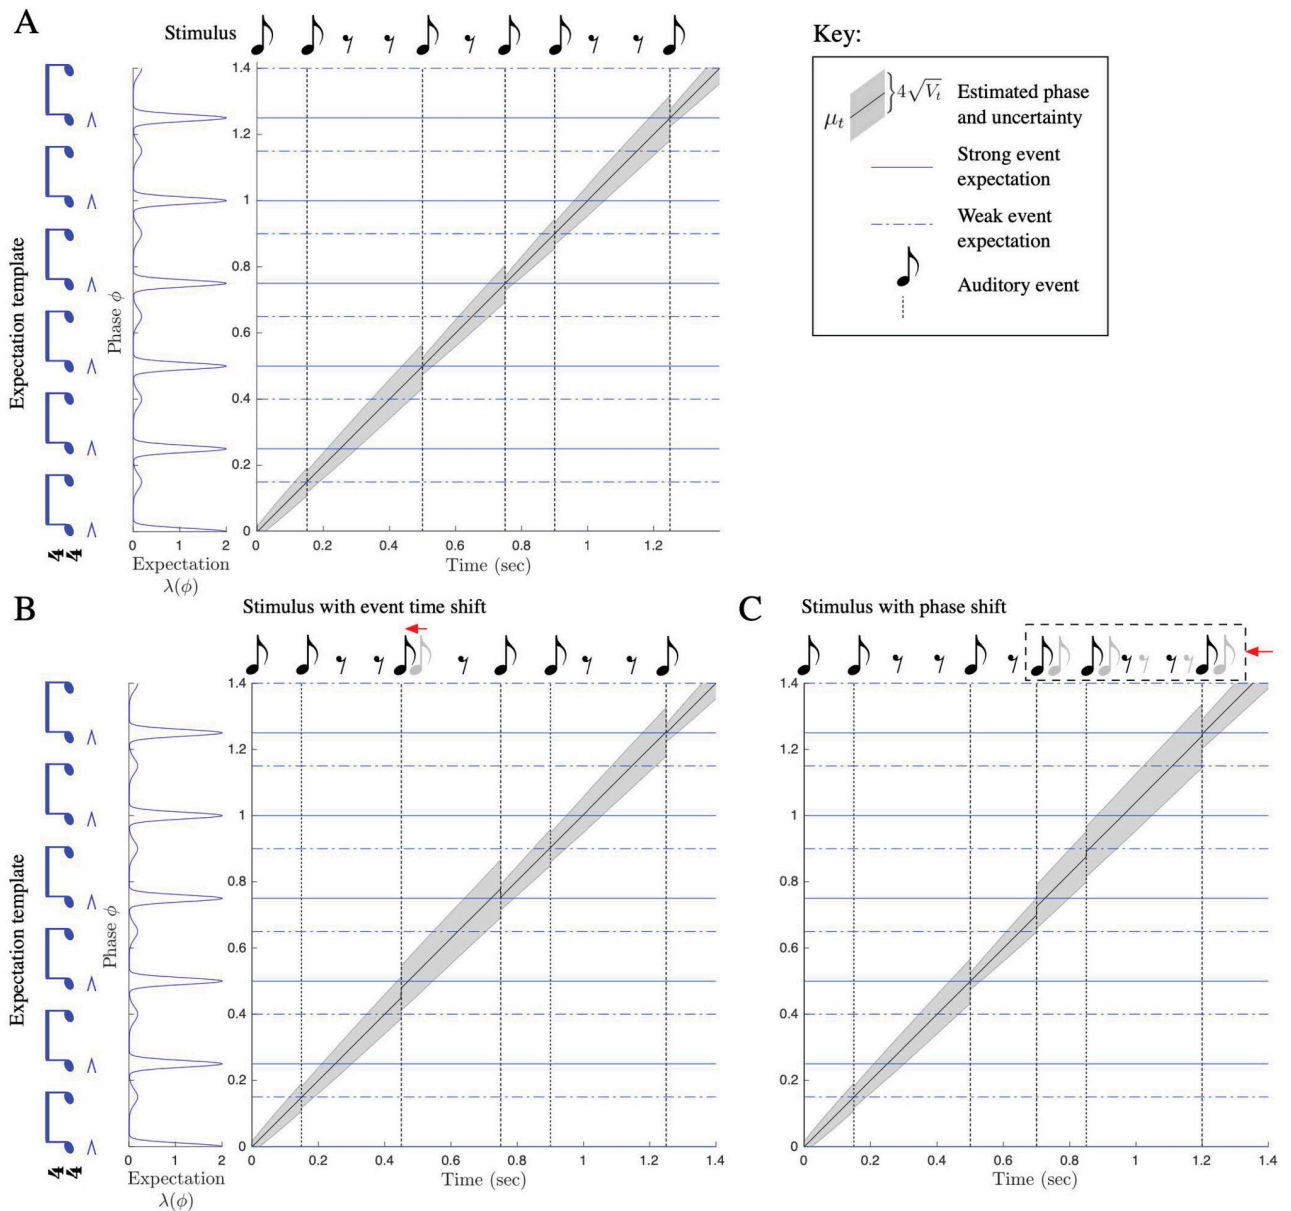 A
Stimulus
Key:
1.4
1.2
1
0.8
0.6
0.4
0.2
0
Expectation template
Phase ϕ
4
4
0 1 2
Expectation
λ(ϕ)
0 0.2 0.4 0.6 0.8 1 1.2
Time (sec)
μt
4√Vt
Estimated phase
and uncertainty
Strong event
expectation
Weak event
expectation
Auditory event
B
Stimulus with event time shift
1.4
1.2
1
0.8
0.6
0.4
0.2
0
Expectation template
Phase ϕ
4
4
0 1 2
Expectation
λ(ϕ)
0 0.2 0.4 0.6 0.8 1 1.2 1.4
Time (sec)
C
Stimulus with phase shift
1.4
1.2
1
0.8
0.6
0.4
0.2
0
0 0.2 0.4 0.6 0.8 1 1.2 1.4
Time (sec)